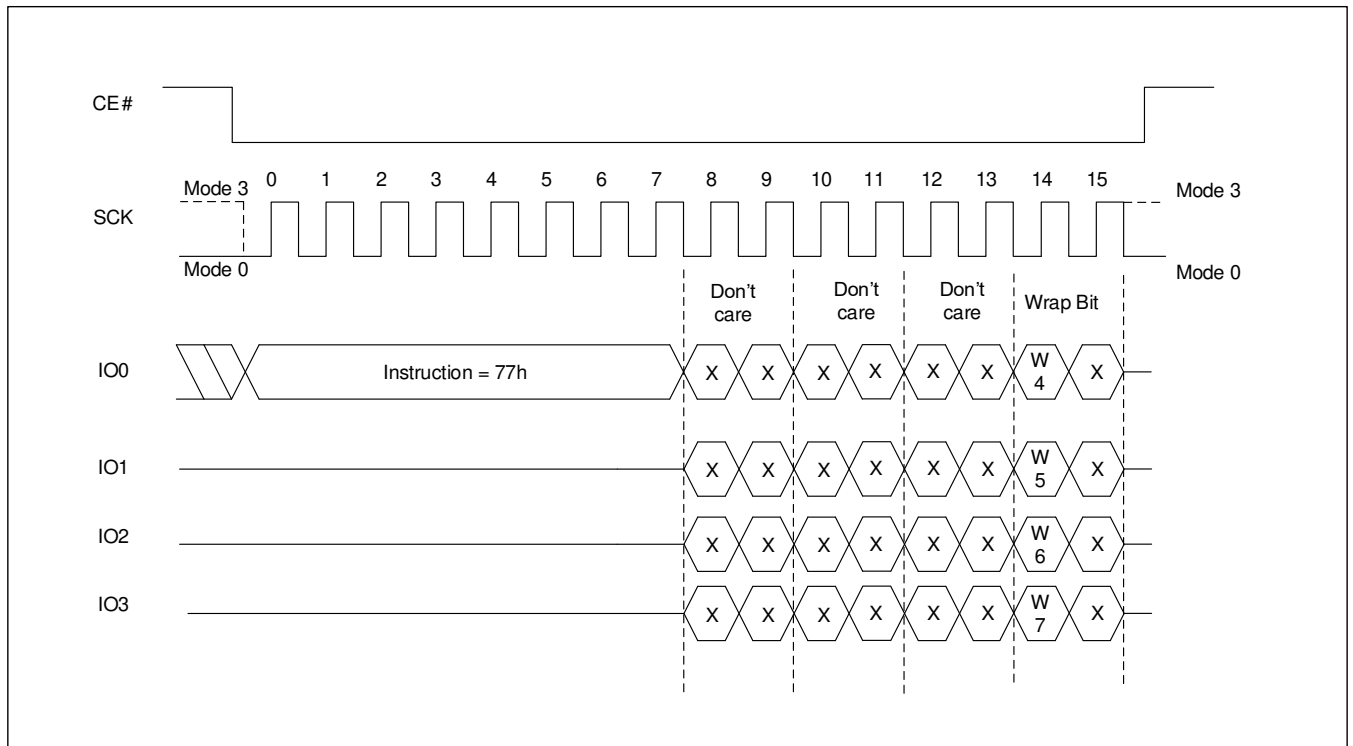 CE#
Mode 3 0 1 2 3 4 5 6 7 8 9 10 11 12 13 14 15 Mode 3
SCK
Mode 0 Mode 0
Don't care Don't care Don't care Wrap Bit
IO0 Instruction = 77h X X X X X X W 4 X
IO1 X X X X X X W 5 X
IO2 X X X X X X W 6 X
IO3 X X X X X X W 7 X